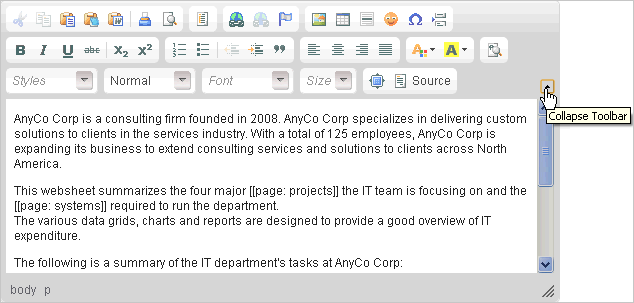 B I U abc X₂ X² A A
Styles Normal Font Size Source
Collapse Toolbar
AnyCo Corp is a consulting firm founded in 2008. AnyCo Corp specializes in delivering custom
solutions to clients in the services industry. With a total of 125 employees, AnyCo Corp is
expanding its business to extend consulting services and solutions to clients across North
America.
This websheet summarizes the four major [[page: projects]] the IT team is focusing on and the
[[page: systems]] required to run the department.
The various data grids, charts and reports are designed to provide a good overview of IT
expenditure.
The following is a summary of the IT department's tasks at AnyCo Corp:
body p